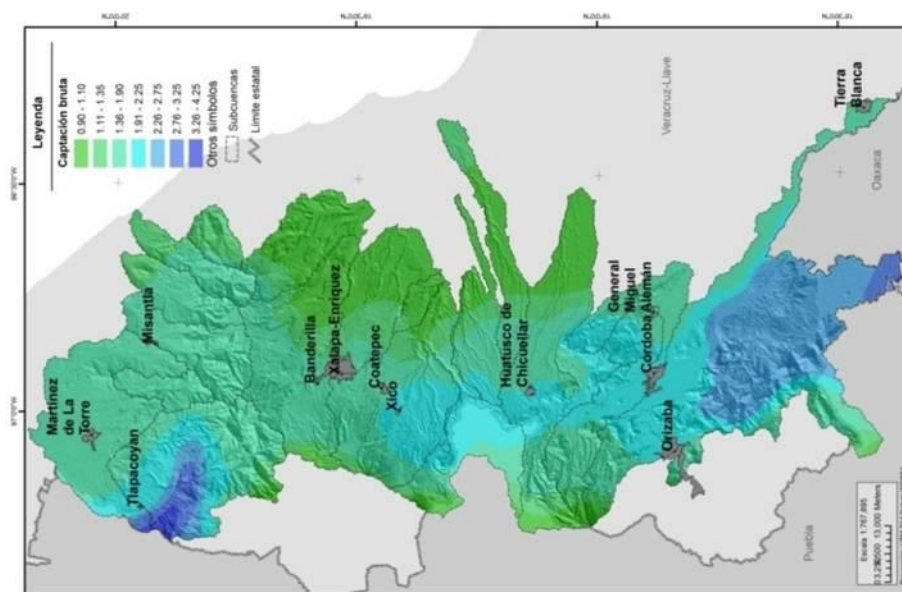 Leyenda
Captación bruta
0.90 - 1.10
1.11 - 1.35
1.36 - 1.90
1.91 - 2.25
2.26 - 2.75
2.76 - 3.25
3.26 - 4.25
Otros símbolos
Subcuencas
Limite estatal
Martínez
De La
Torre
Tlapacoyan
Misantla
Banderilla
Xalapa-Enríquez
Coatepec
Xico
Huatusco de
Chicuellar
General
Miguel
Alemán
Córdoba
Orizaba
Tierra
Blanca
Veracruz-Llave
Oaxaca
Puebla
Meters